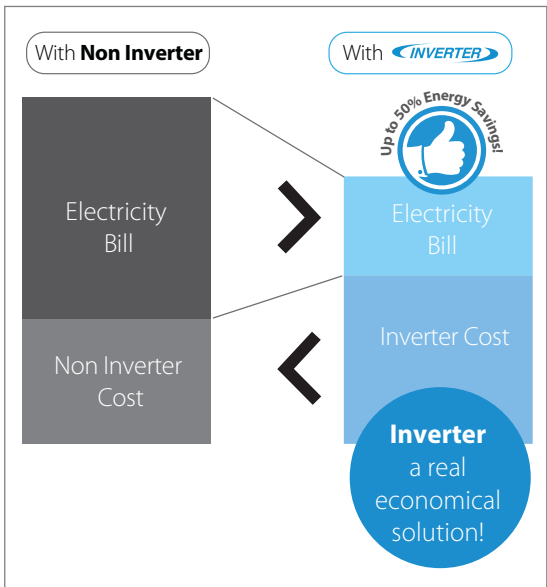 With Non Inverter
With INVERTER
Up to 50% Energy Savings!
Electricity
Bill
Electricity
Bill
Non Inverter
Cost
Inverter Cost
Inverter
a real
economical
solution!